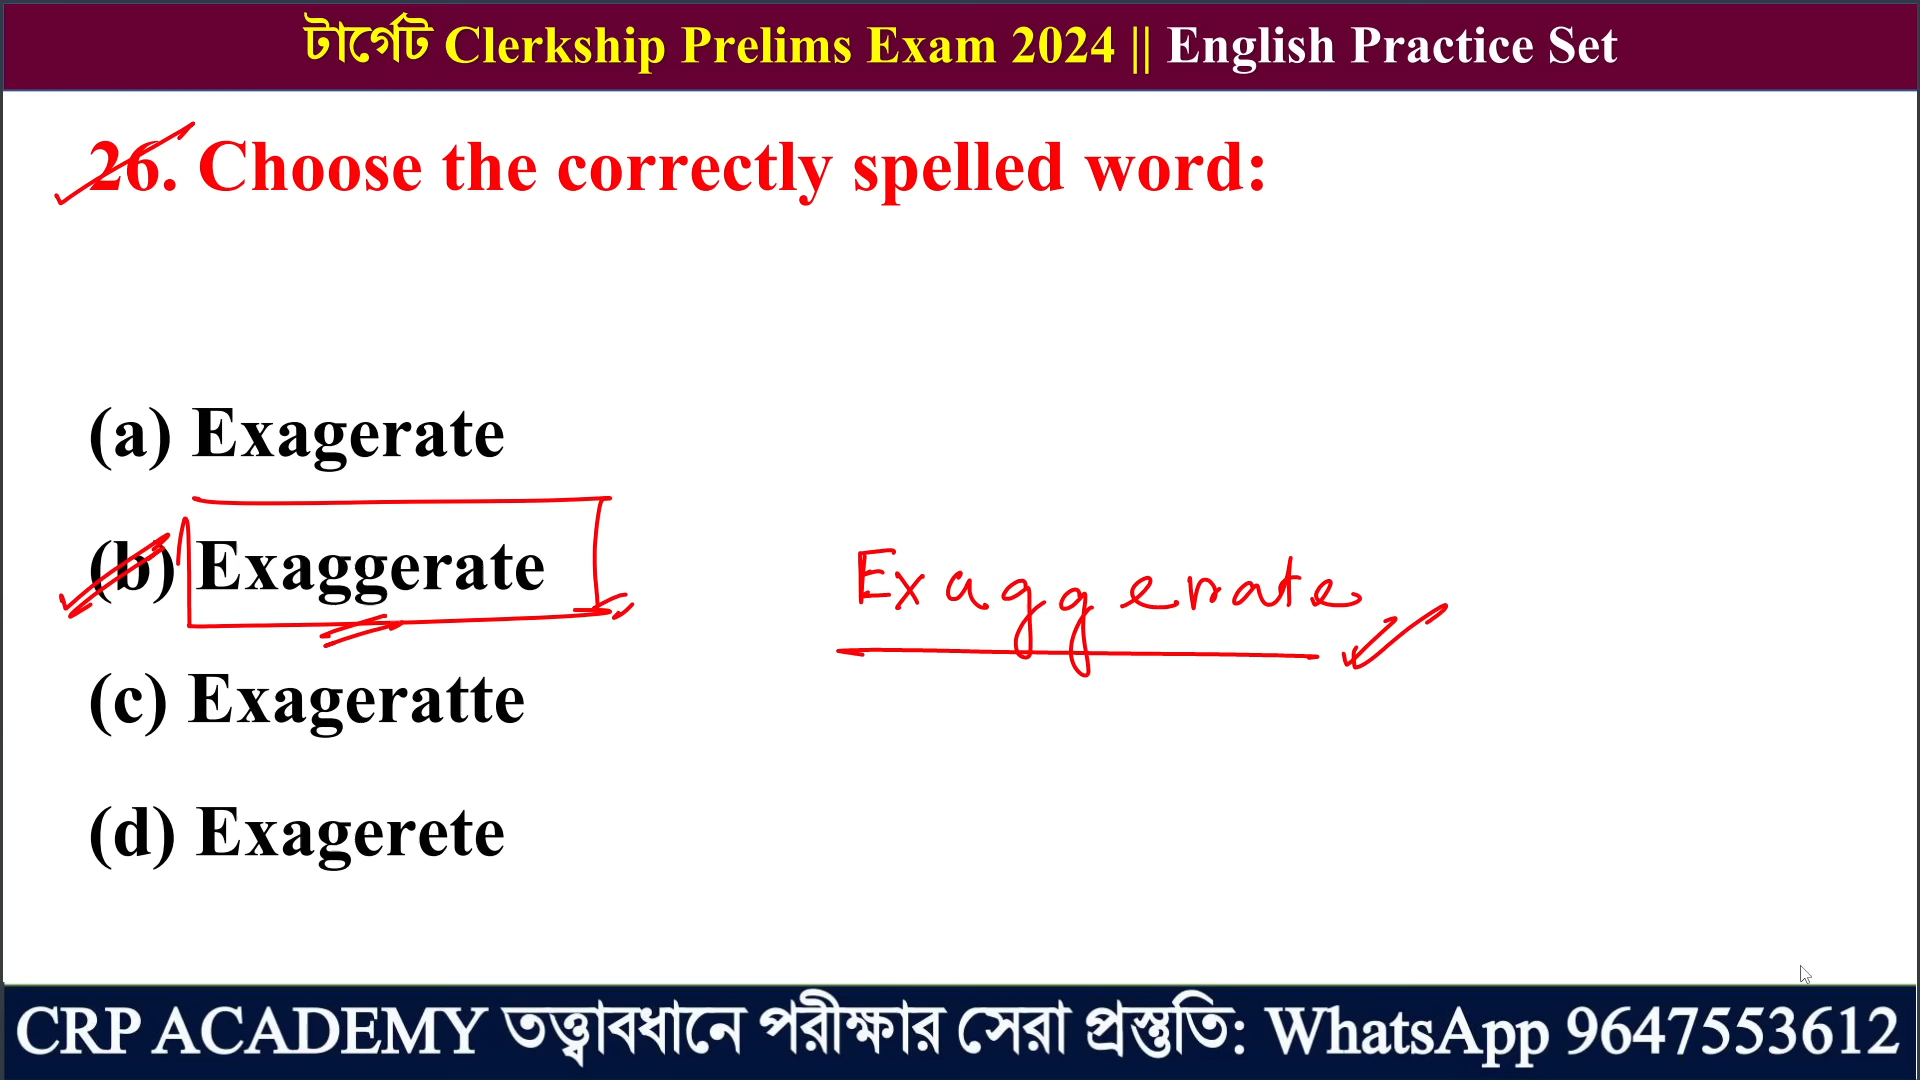 টার্গেট Clerkship Prelims Exam 2024 || English Practice Set
26. Choose the correctly spelled word:
(a) Exagerate
(b) Exaggerate
Exaggerate
(c) Exageratte
(d) Exagerete
CRP ACADEMY তত্ত্বাবধানে পরীক্ষার সেরা প্রস্তুতি: WhatsApp 9647553612